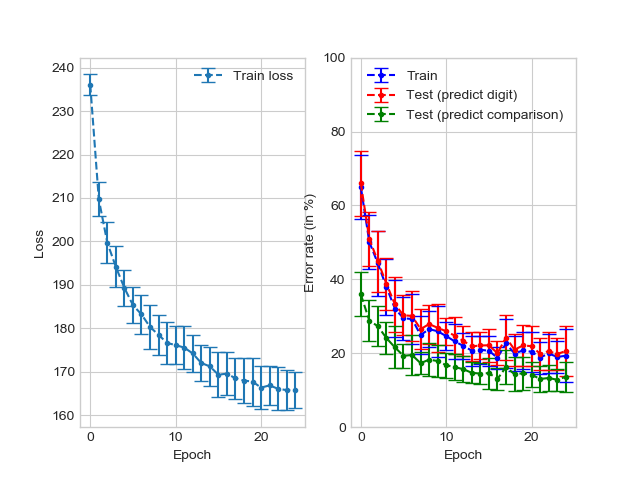 240
230
220
210
200
190
180
170
160
Loss
0
10
20
Epoch
Train loss
100
80
60
40
20
0
Error rate (in %)
0
10
20
Epoch
Train
Test (predict digit)
Test (predict comparison)